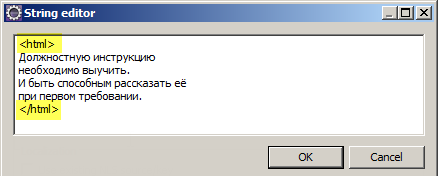 String editor
<html>
Должностную инструкцию
необходимо выучить.
И быть способным рассказать её
при первом требовании.
</html>
OK Cancel